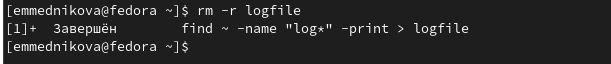 [emmednikova@fedora ~]$ rm -r logfile
[1]+  Завершён        find ~ -name "log*" -print > logfile
[emmednikova@fedora ~]$